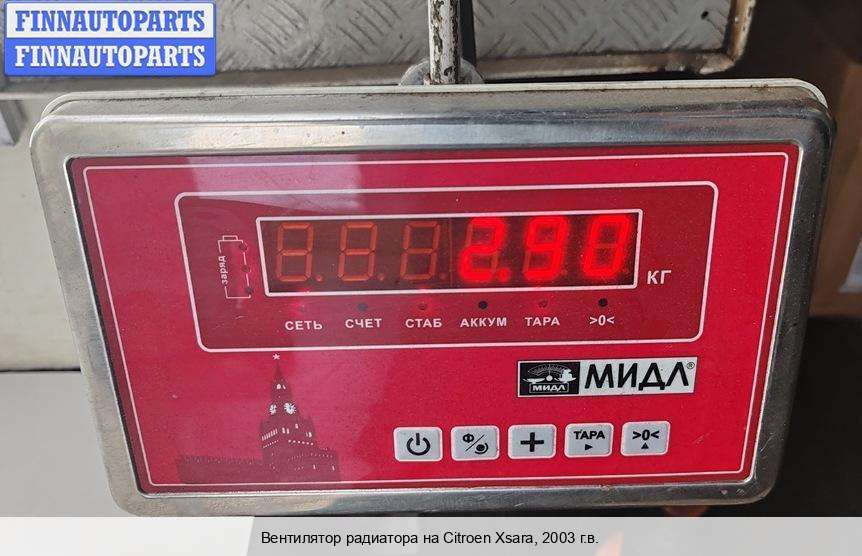 FINNAUTOPARTS
FINNAUTOPARTS
заряд
2.90
КГ
СЕТЬ СЧЕТ СТАБ АККУМ ТАРА >0<
МИДЛ МИДЛ®
Ф/ + ТАРА >0<
Вентилятор радиатора на Citroen Xsara, 2003 г.в.